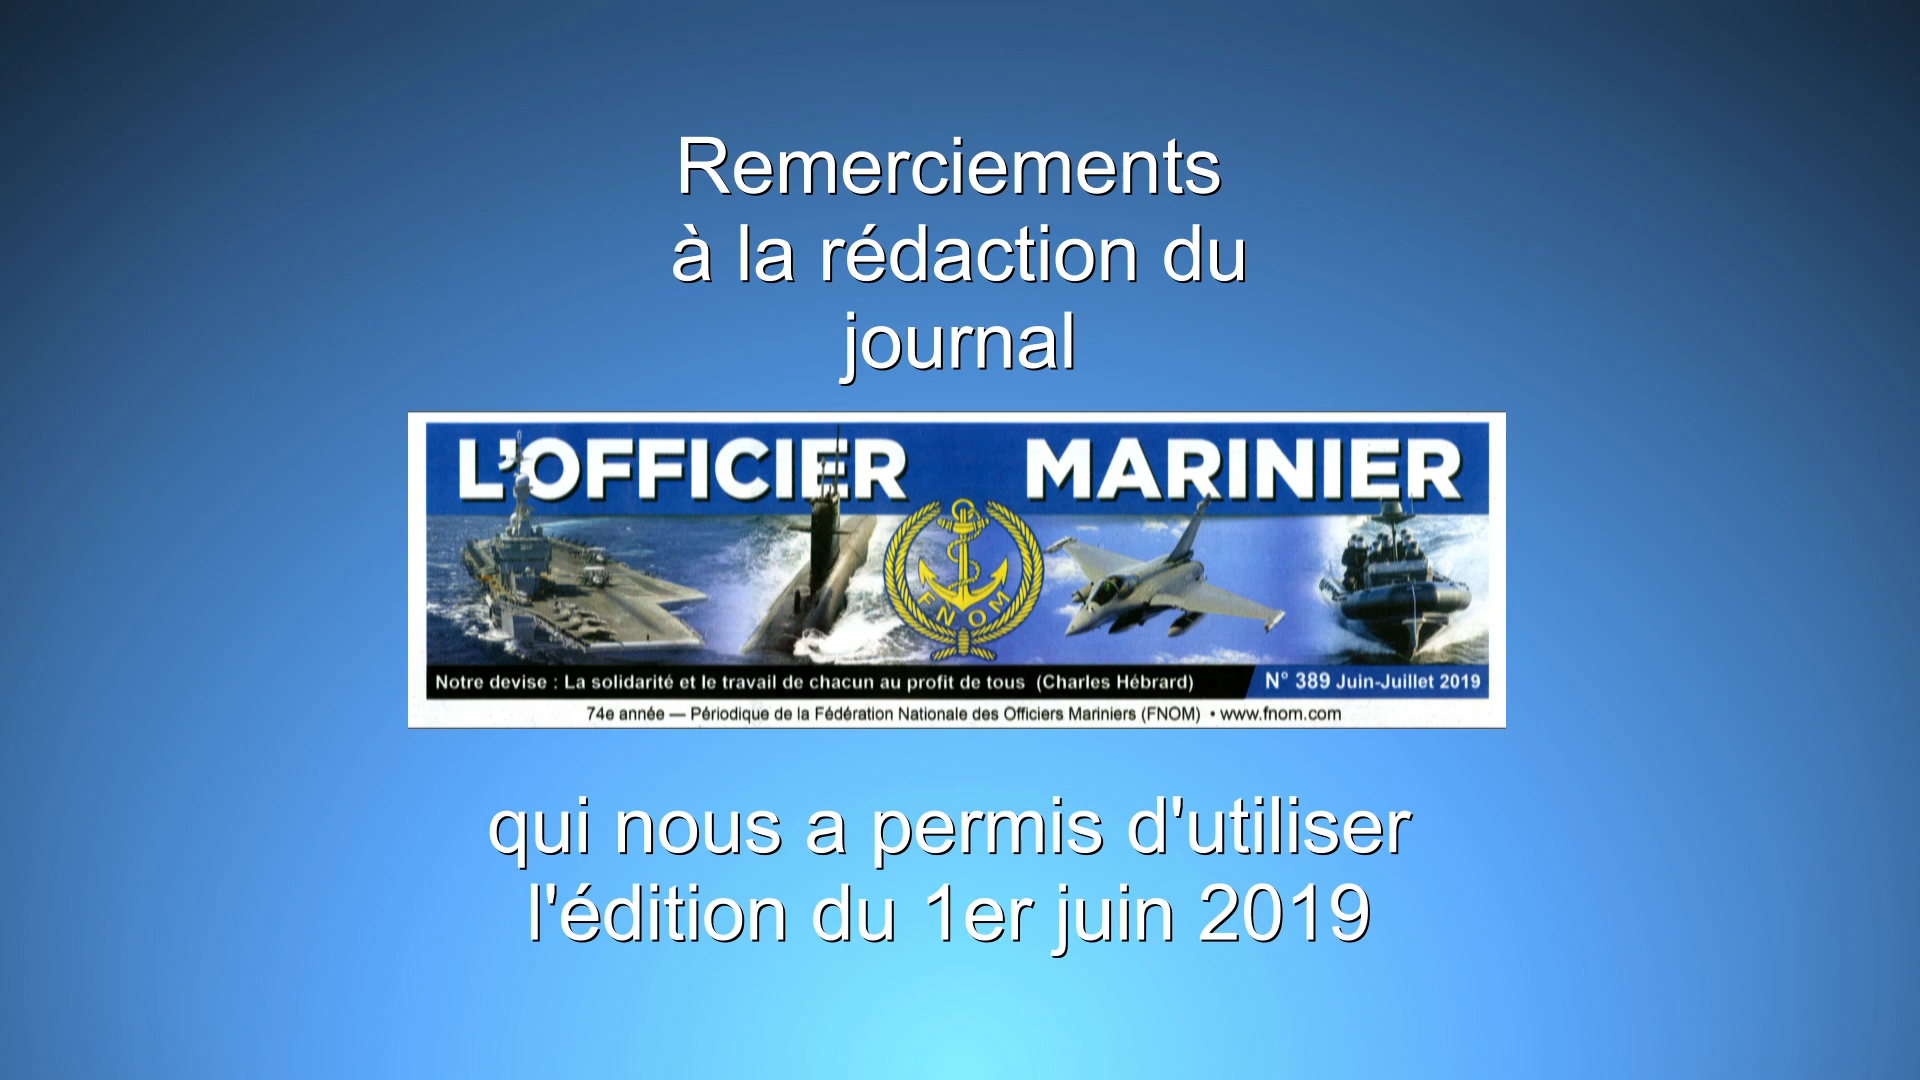 Remerciements
à la rédaction du
journal
L'OFFICIER MARINIER
FNOM
Notre devise : La solidarité et le travail de chacun au profit de tous (Charles Hébrard)
N° 389 Juin-Juillet 2019
74e année — Périodique de la Fédération Nationale des Officiers Mariniers (FNOM) • www.fnom.com
qui nous a permis d'utiliser
l'édition du 1er juin 2019